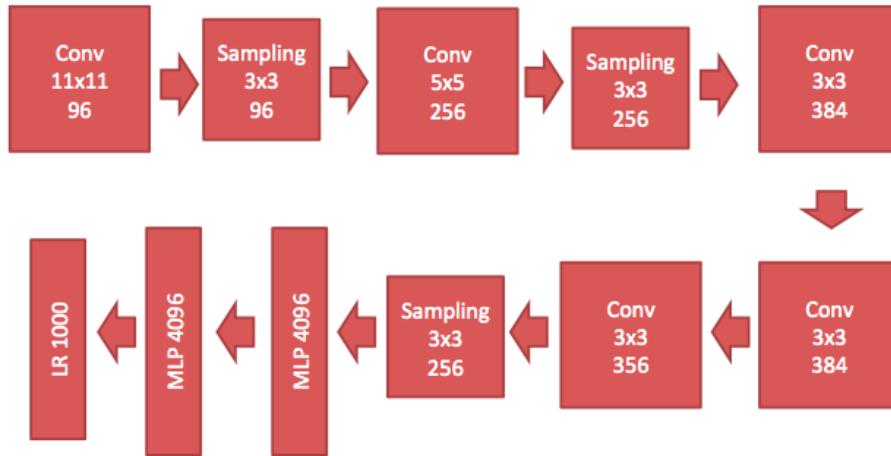 Conv
11x11
96
Sampling
3x3
96
Conv
5x5
256
Sampling
3x3
256
Conv
3x3
384
Conv
3x3
384
Conv
3x3
356
Sampling
3x3
256
MLP 4096
MLP 4096
LR 1000